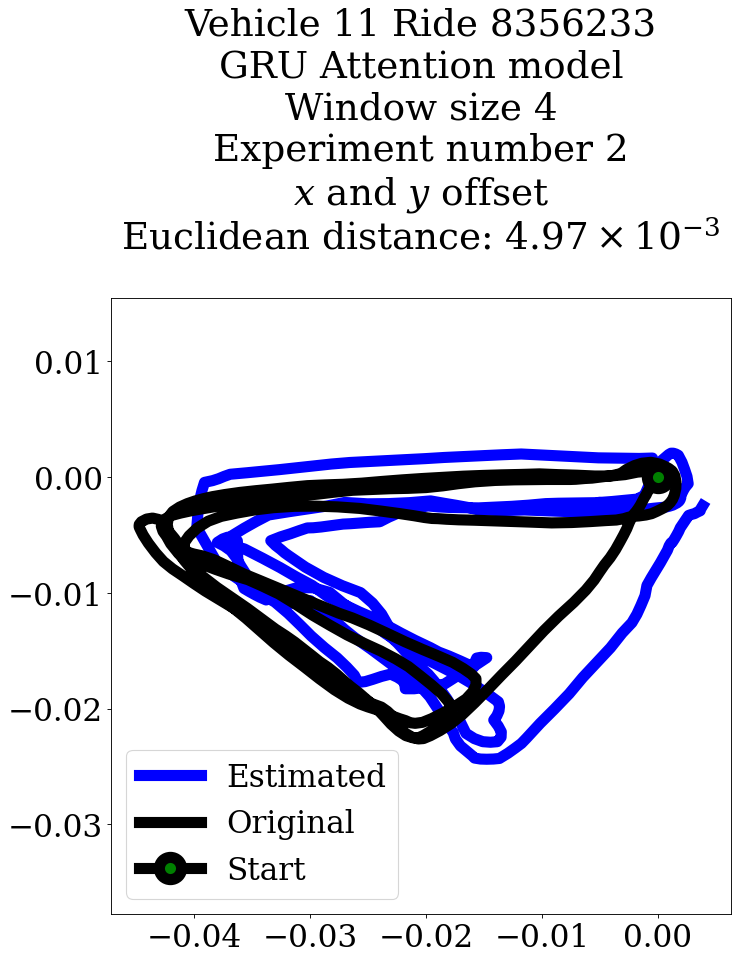 Vehicle 11 Ride 8356233
GRU Attention model
Window size 4
Experiment number 2
x and y offset
Euclidean distance: 4.97 × 10⁻³
0.01
0.00
−0.01
−0.02
−0.03
Estimated
Original
Start
−0.04 −0.03 −0.02 −0.01 0.00